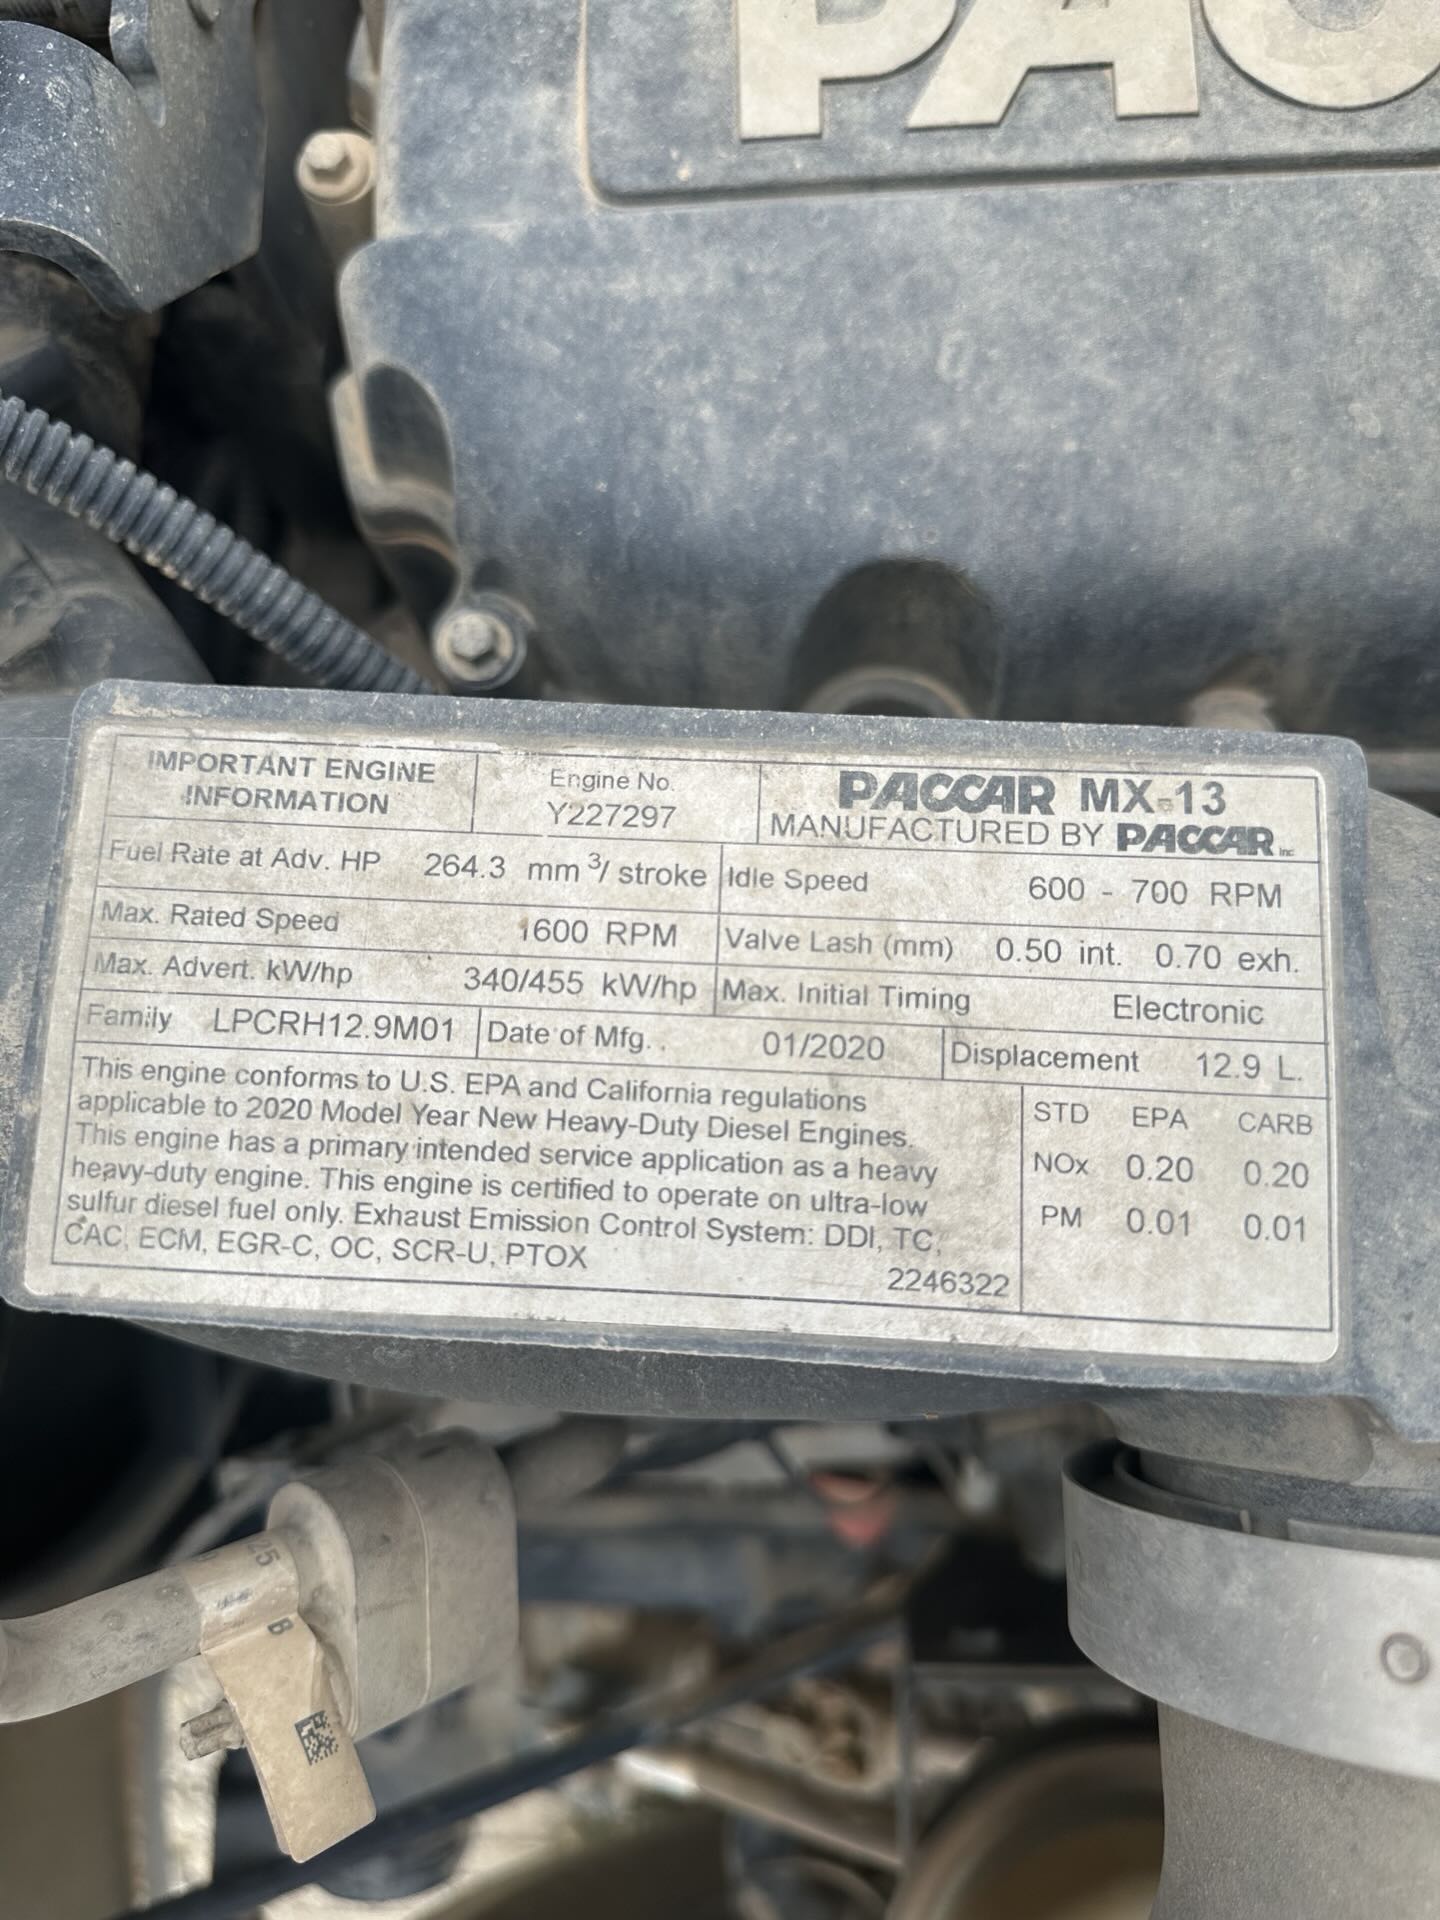 PAC
IMPORTANT ENGINE
INFORMATION
Engine No.
Y227297
PACCAR MX-13
MANUFACTURED BY PACCAR Inc
Fuel Rate at Adv. HP 264.3 mm³/ stroke
Idle Speed 600 - 700 RPM
Max. Rated Speed 1600 RPM
Valve Lash (mm) 0.50 int. 0.70 exh.
Max. Advert. kW/hp 340/455 kW/hp
Max. Initial Timing Electronic
Family LPCRH12.9M01
Date of Mfg. 01/2020
Displacement 12.9 L.
This engine conforms to U.S. EPA and California regulations
applicable to 2020 Model Year New Heavy-Duty Diesel Engines.
This engine has a primary intended service application as a heavy
heavy-duty engine. This engine is certified to operate on ultra-low
sulfur diesel fuel only. Exhaust Emission Control System: DDI, TC,
CAC, ECM, EGR-C, OC, SCR-U, PTOX
2246322
STD EPA CARB
NOx 0.20 0.20
PM 0.01 0.01
25
B